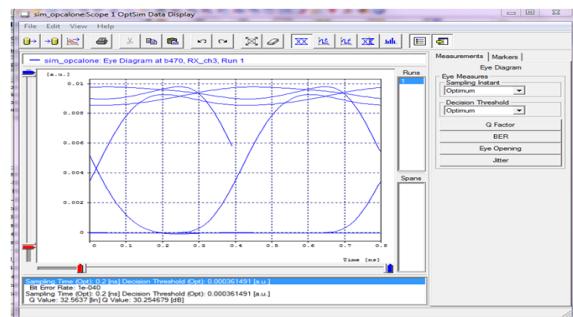 sim_opcalone:Scope 1 OptSim Data Display
File Edit View Help
sim_opcalone: Eye Diagram at b470, RX_ch3, Run 1
[a.u.]
0.01
0.008
0.006
0.004
0.002
0
0 0.1 0.2 0.3 0.4 0.5 0.6 0.7 0.8
Time [ns]
Runs
1
Spans
Measurements Markers
Eye Diagram
Eye Measures
Sampling Instant
Optimum
Decision Threshold
Optimum
Q Factor
BER
Eye Opening
Jitter
Sampling Time (Opt): 0.2 [ns] Decision Threshold (Opt): 0.000361491 [a.u.]
Bit Error Rate: 1e-040
Sampling Time (Opt): 0.2 [ns] Decision Threshold (Opt): 0.000361491 [a.u.]
Q Value: 32.5637 [lin] Q Value: 30.254679 [dB]